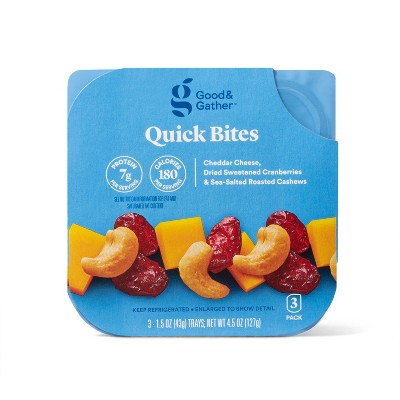 Good &
Gather™
Quick Bites
PROTEIN
7g
PER SERVING
CALORIES
180
PER SERVING
Cheddar Cheese,
Dried Sweetened Cranberries
& Sea-Salted Roasted Cashews
KEEP REFRIGERATED • ENLARGED TO SHOW DETAIL
3
PACK
3 - 1.5 OZ (43g) TRAYS; NET WT 4.5 OZ (127g)